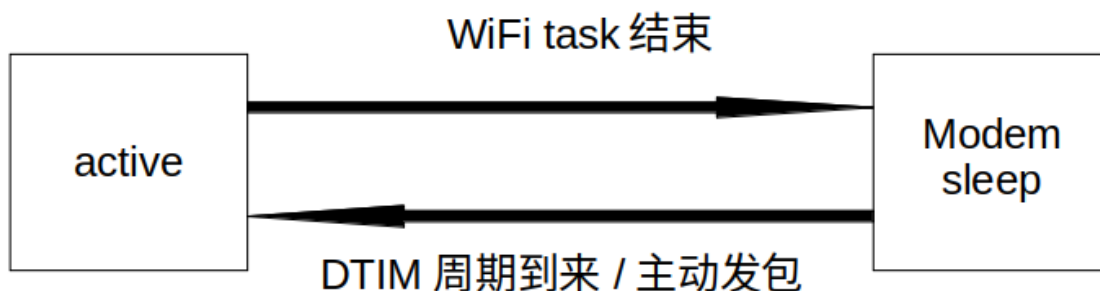 WiFi task 结束
active
Modem
sleep
DTIM 周期到来 / 主动发包